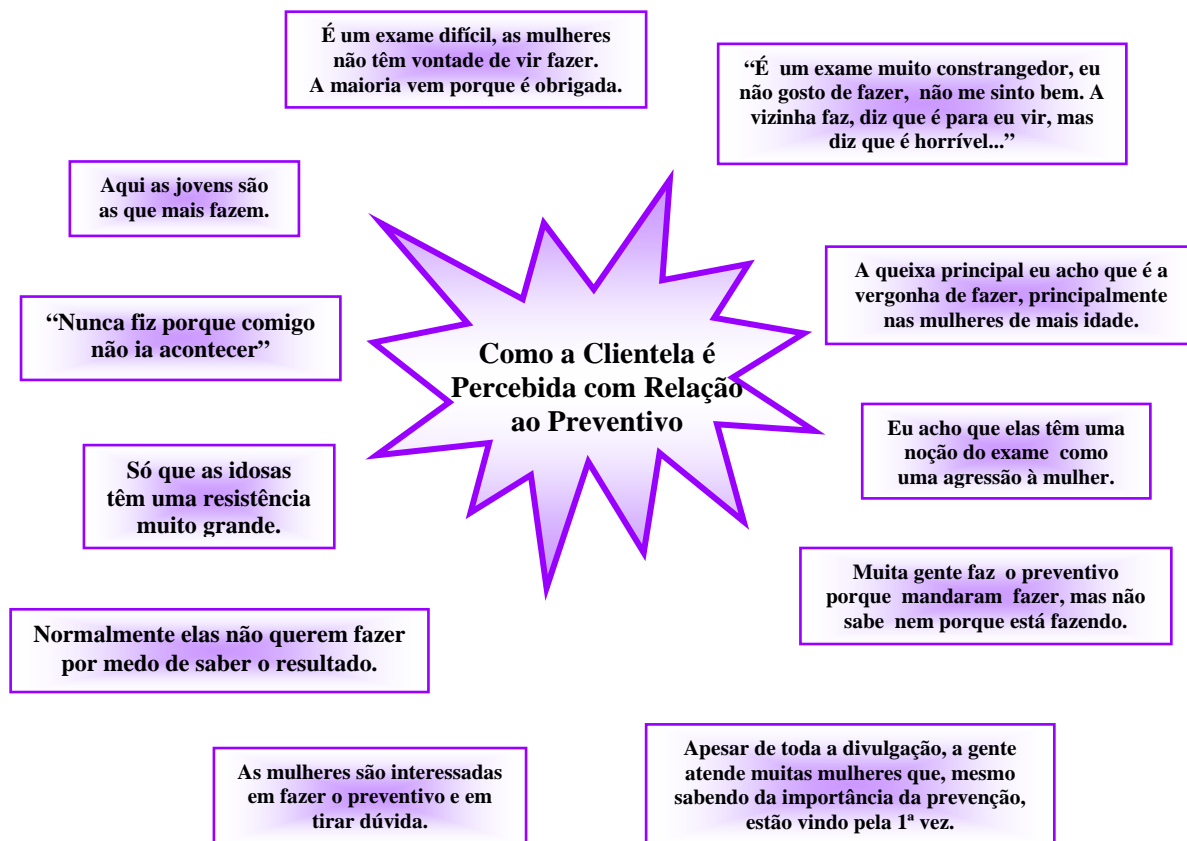 É um exame difícil, as mulheres
não têm vontade de vir fazer.
A maioria vem porque é obrigada.
“É um exame muito constrangedor, eu
não gosto de fazer, não me sinto bem. A
vizinha faz, diz que é para eu vir, mas
diz que é horrível...”
Aqui as jovens são
as que mais fazem.
A queixa principal eu acho que é a
vergonha de fazer, principalmente
nas mulheres de mais idade.
“Nunca fiz porque comigo
não ia acontecer”
Como a Clientela é
Percebida com Relação
ao Preventivo
Eu acho que elas têm uma
noção do exame como
uma agressão à mulher.
Só que as idosas
têm uma resistência
muito grande.
Muita gente faz o preventivo
porque mandaram fazer, mas não
sabe nem porque está fazendo.
Normalmente elas não querem fazer
por medo de saber o resultado.
As mulheres são interessadas
em fazer o preventivo e em
tirar dúvida.
Apesar de toda a divulgação, a gente
atende muitas mulheres que, mesmo
sabendo da importância da prevenção,
estão vindo pela 1ª vez.